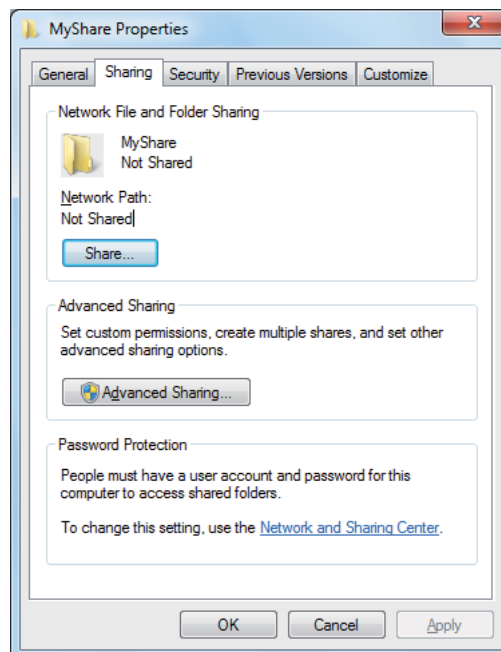 MyShare Properties
General Sharing Security Previous Versions Customize
Network File and Folder Sharing
MyShare
Not Shared
Network Path:
Not Shared
Share...
Advanced Sharing
Set custom permissions, create multiple shares, and set other
advanced sharing options.
Advanced Sharing...
Password Protection
People must have a user account and password for this
computer to access shared folders.
To change this setting, use the Network and Sharing Center.
OK Cancel Apply